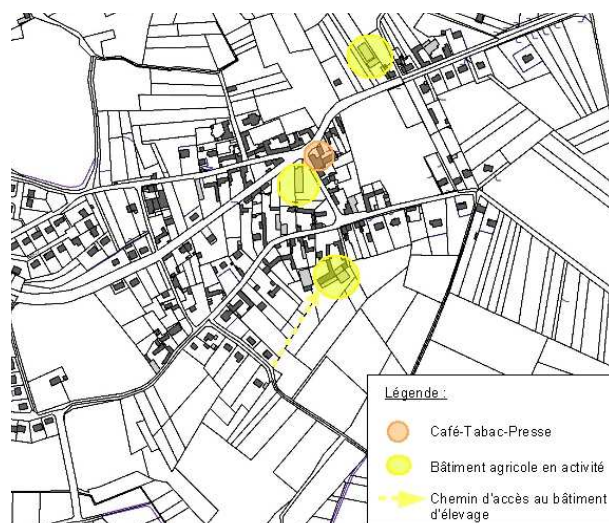 Légende :
Café-Tabac-Presse
Bâtiment agricole en activité
Chemin d'accès au bâtiment
d'élevage